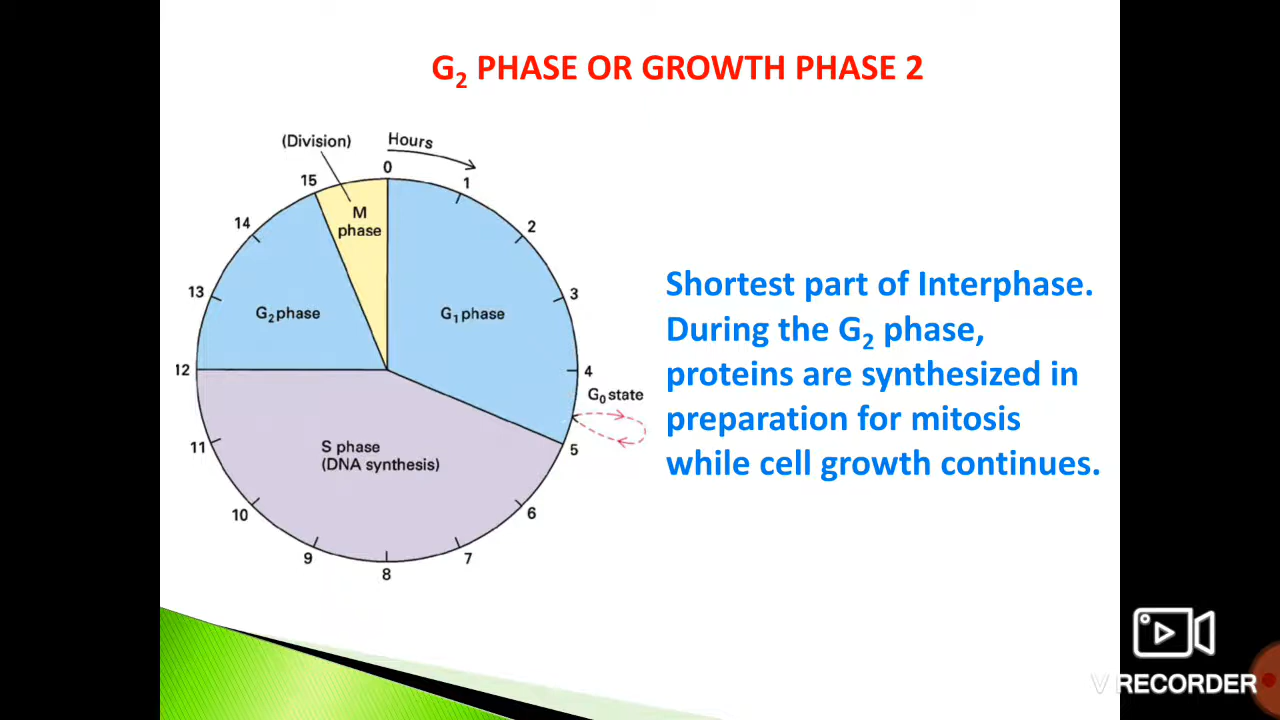 G₂ PHASE OR GROWTH PHASE 2
(Division)
Hours
0
1
2
3
4
5
6
7
8
9
10
11
12
13
14
15
M
phase
G₁ phase
G₂ phase
G₀ state
S phase
(DNA synthesis)
Shortest part of Interphase.
During the G₂ phase,
proteins are synthesized in
preparation for mitosis
while cell growth continues.
V RECORDER